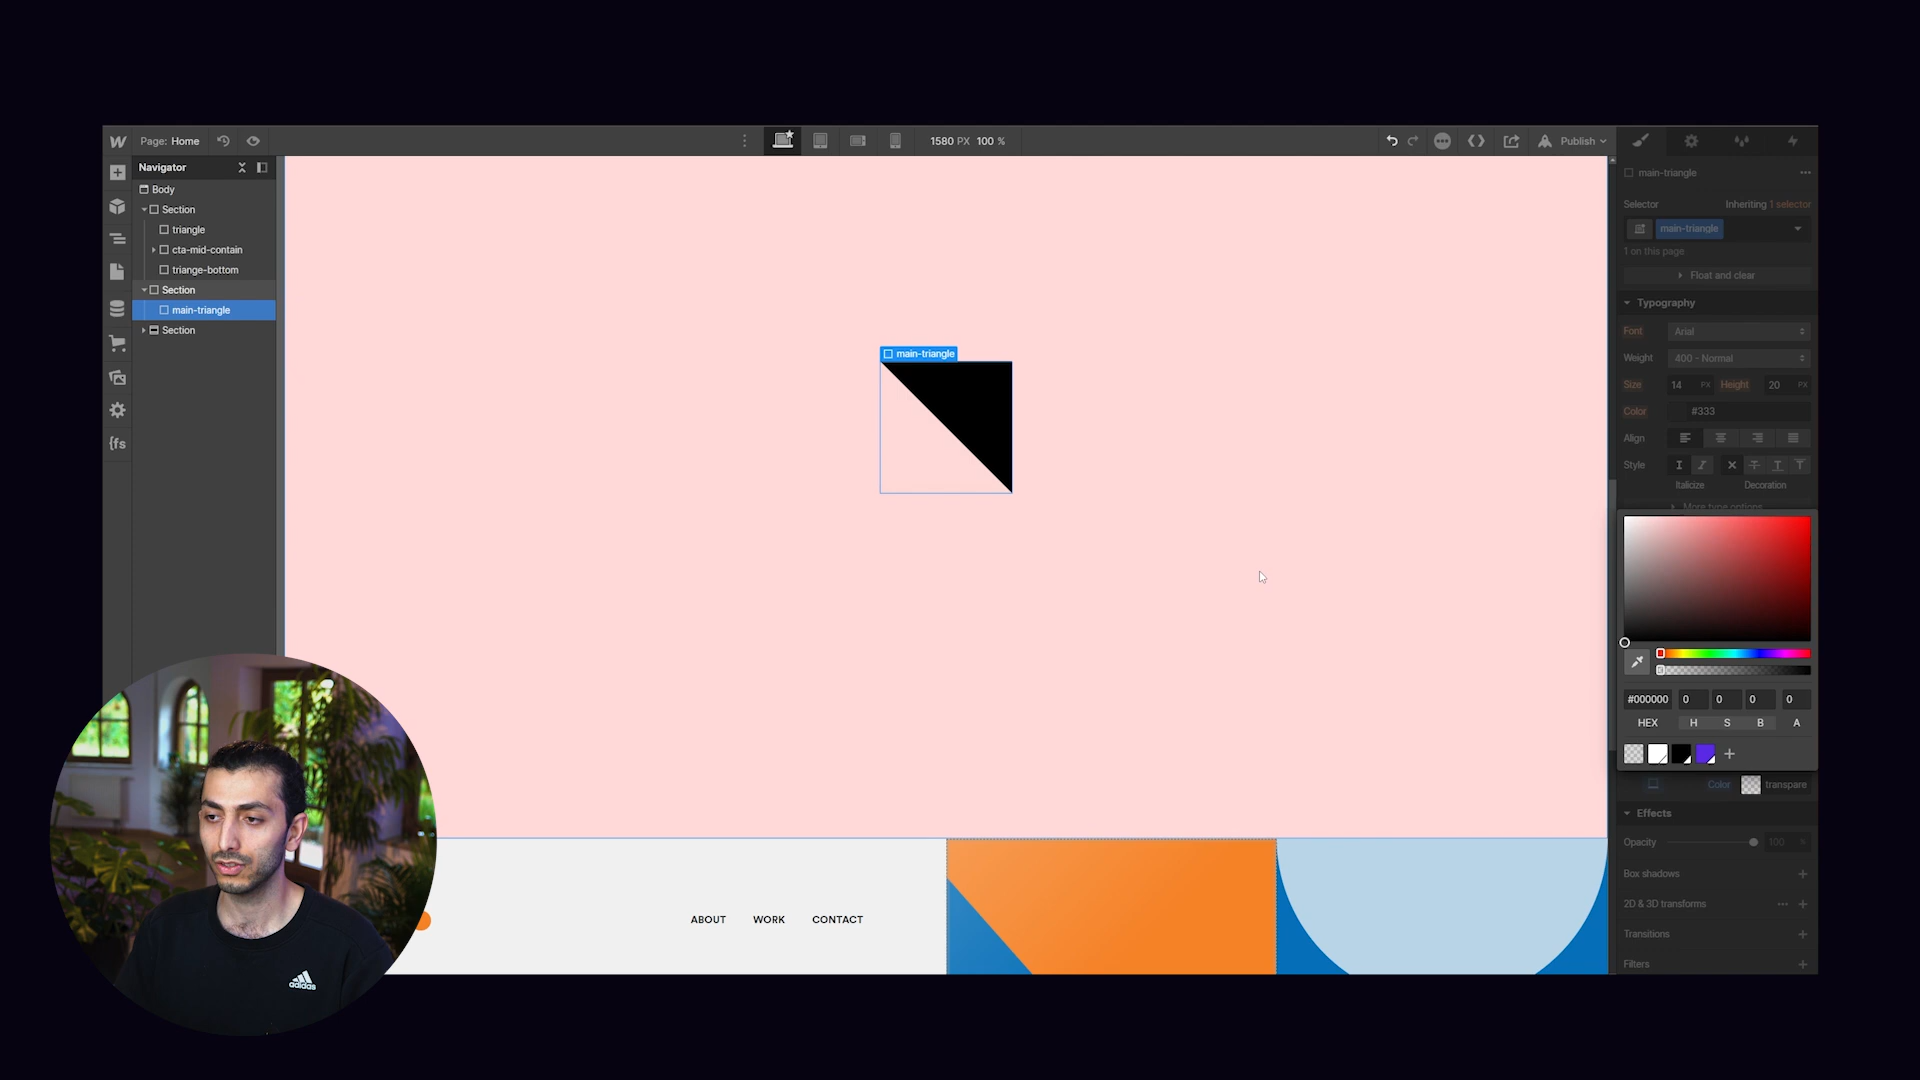 Page: Home
1580 PX 100 %
Publish
Navigator
Body
Section
triangle
cta-mid-contain
triange-bottom
Section
main-triangle
Section
{fs
main-triangle
ABOUT WORK CONTACT
adidas
main-triangle
Selector Inheriting 1 selector
main-triangle
1 on this page
Float and clear
Typography
Font Arial
Weight 400 - Normal
Size 14 PX Height 20 PX
Color #333
Align
Style
Italicize Decoration
More type options
#000000 0 0 0 0
HEX H S B A
Color transpare
Effects
Opacity 100 %
Box shadows
2D & 3D transforms
Transitions
Filters